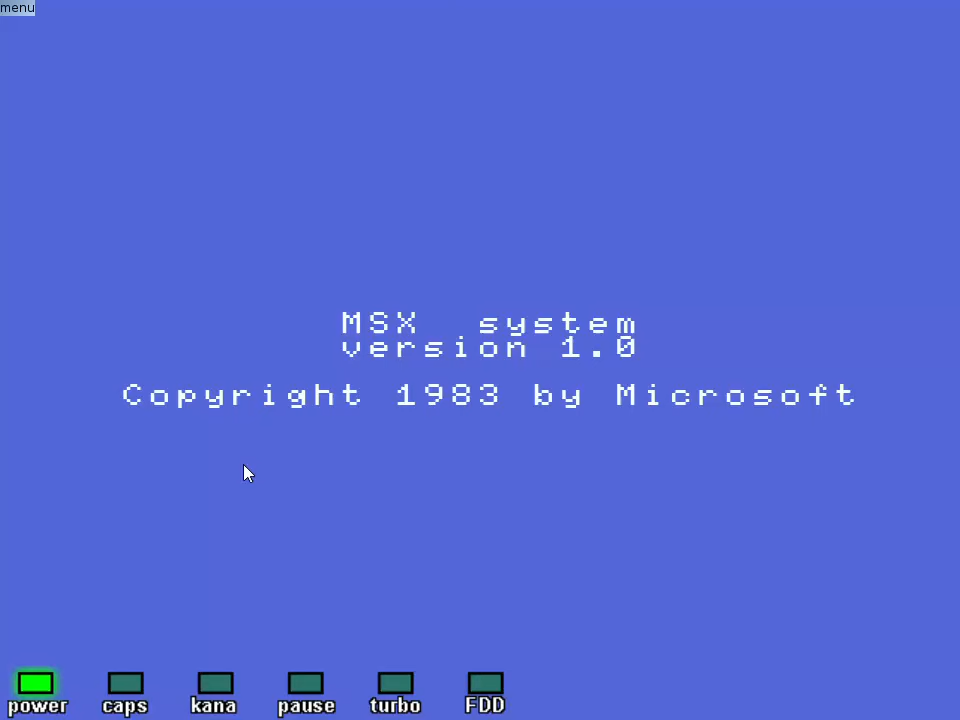 menu
MSX system
version 1.0
Copyright 1983 by Microsoft
power caps kana pause turbo FDD